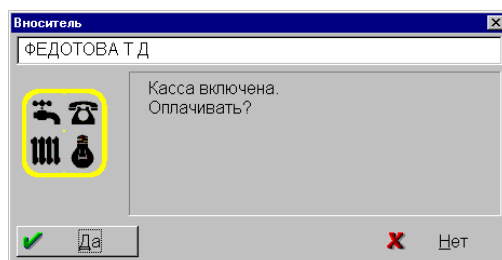 Вноситель
ФЕДОТОВА Т Д
Касса включена.
Оплачивать?
Да
Нет